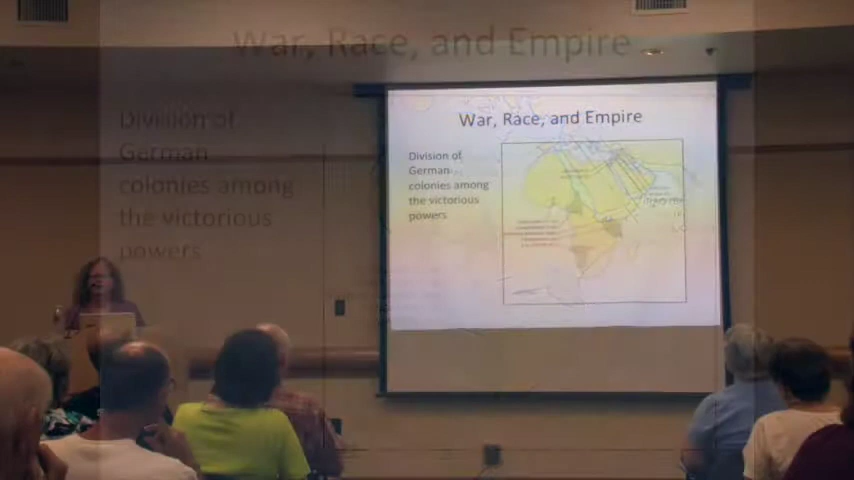 War, Race, and Empire
Division of
German
colonies among
the victorious
powers
War, Race, and Empire
Division of
German
colonies among
the victorious
powers